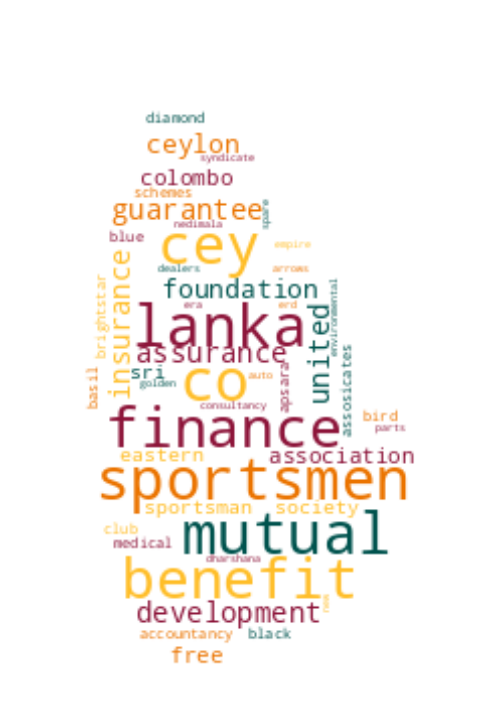 diamond
ceylon
syndicate
colombo
schemes
guarantee
spare
nedimala
blue
cey
empire
insurance
dealers
arrows
brightstar
foundation
environmental
era
erd
lanka
united
assurance
assosicates
sri
golden
co
auto
apsara
basil
consultancy
finance
bird
parts
eastern
association
sportsmen
sportsman
society
mutual
club
medical
dharshana
benefit
development
accountancy
black
free